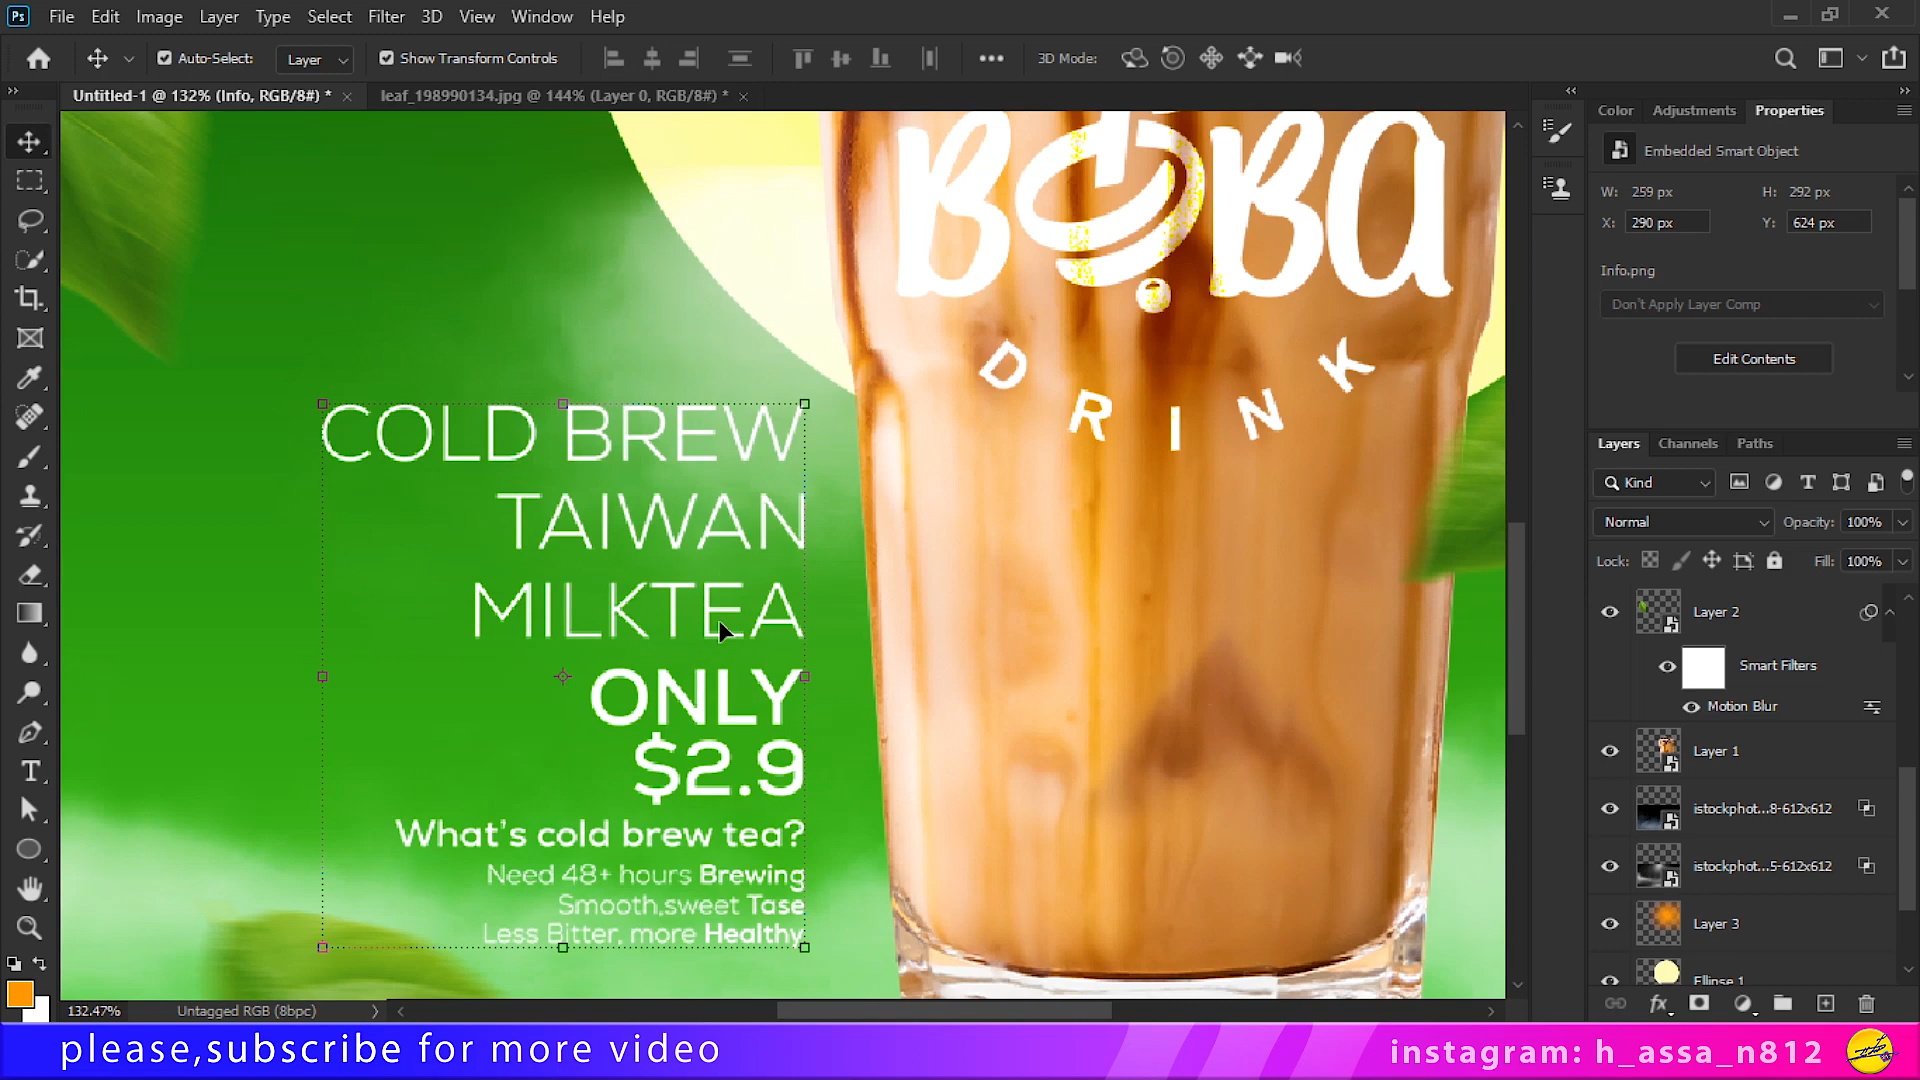 Ps File Edit Image Layer Type Select Filter 3D View Window Help
Auto-Select: Layer Show Transform Controls 3D Mode:
Untitled-1 @ 132% (Info, RGB/8#) * leaf_198990134.jpg @ 144% (Layer 0, RGB/8#) *
Color Adjustments Properties
Embedded Smart Object
W: 259 px H: 292 px
X: 290 px Y: 624 px
Info.png
Don't Apply Layer Comp
Edit Contents
BOBA
DRINK
COLD BREW
TAIWAN
MILKTEA
ONLY
$2.9
What's cold brew tea?
Need 48+ hours Brewing
Smooth,sweet Tase
Less Bitter, more Healthy
Layers Channels Paths
Kind
Normal Opacity: 100%
Lock: Fill: 100%
Layer 2
Smart Filters
Motion Blur
Layer 1
istockphot...8-612x612
istockphot...5-612x612
Layer 3
Ellipse 1
fx
132.47% Untagged RGB (8bpc)
please,subscribe for more video
instagram: h_assa_n812